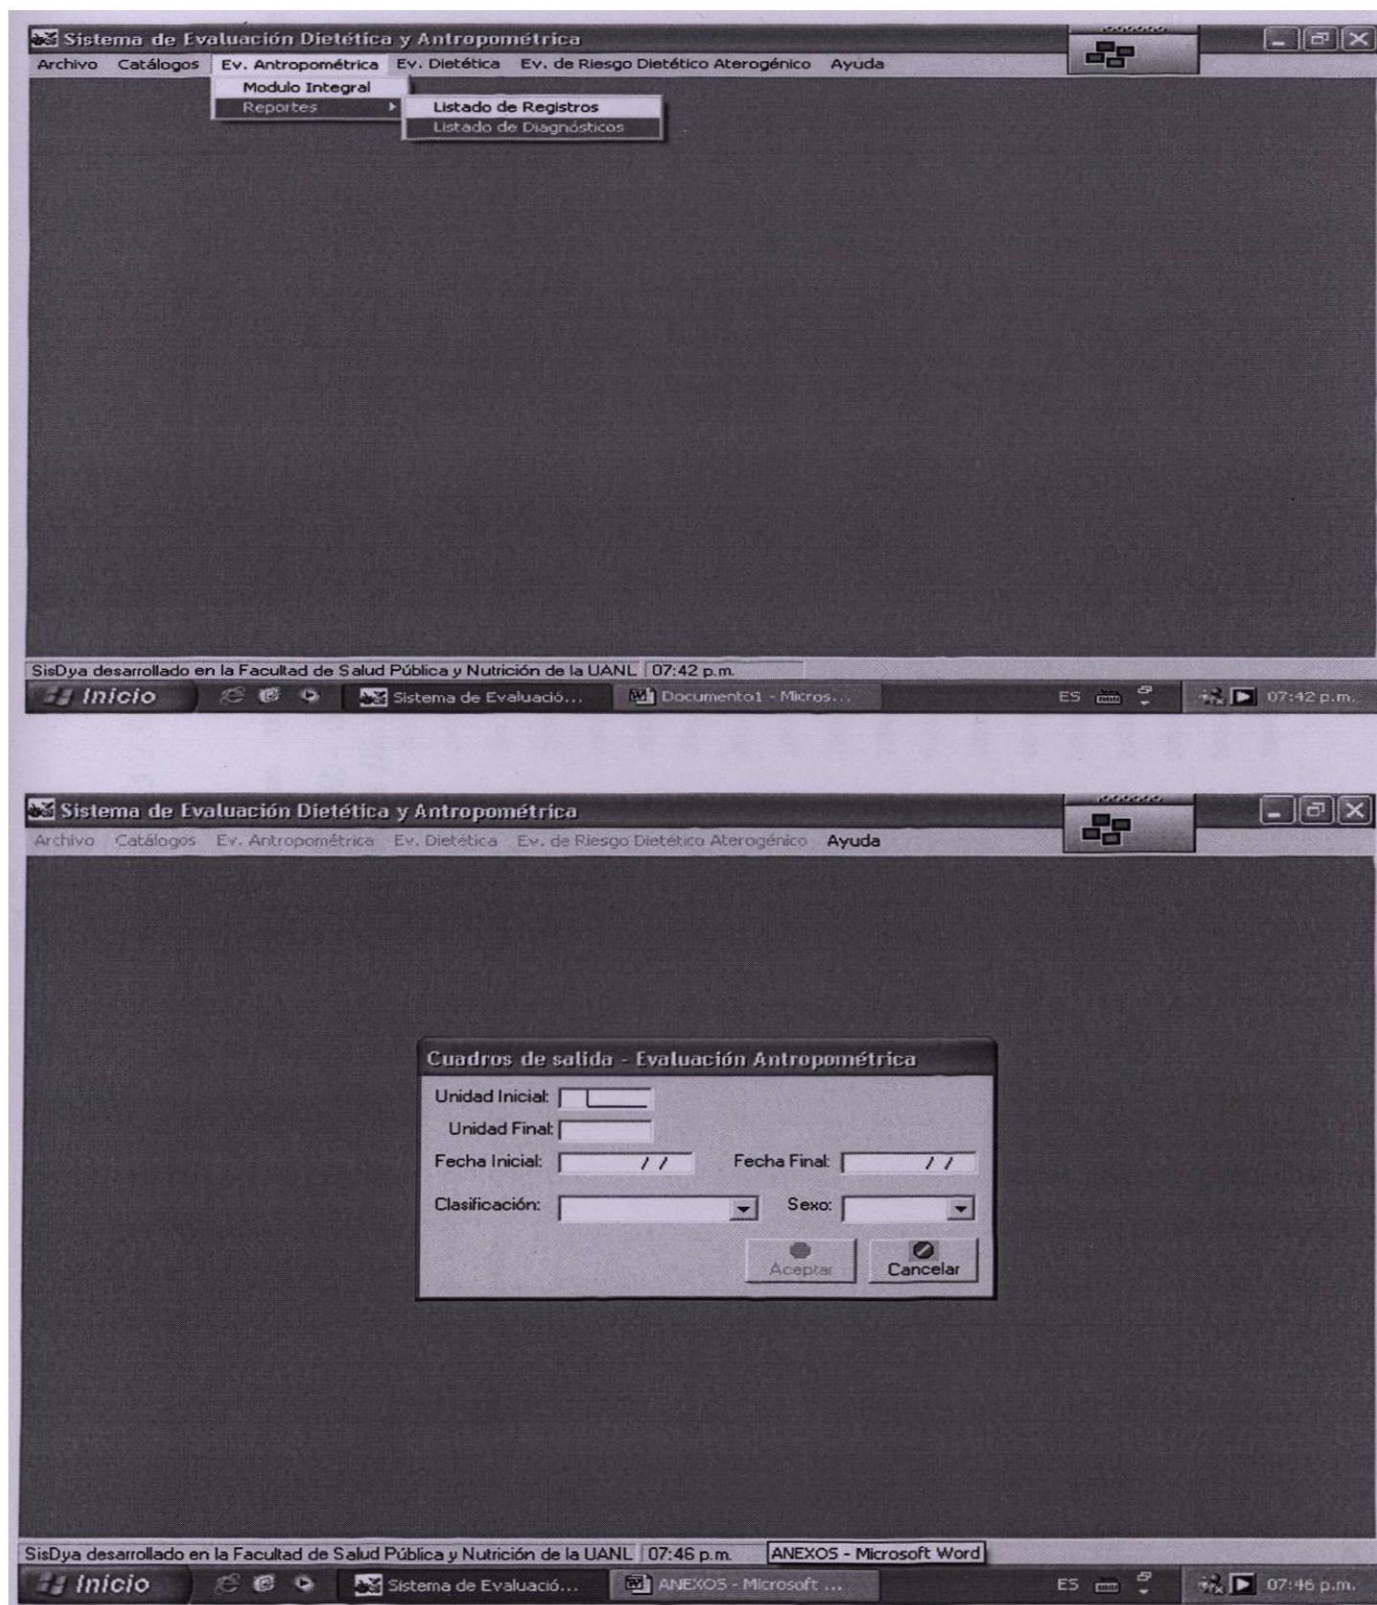 Sistema de Evaluación Dietética y Antropométrica
Archivo Catálogos Ev. Antropométrica Ev. Dietética Ev. de Riesgo Dietético Aterogénico Ayuda
Modulo Integral
Reportes Listado de Registros
Listado de Diagnósticos
SisDya desarrollado en la Facultad de Salud Pública y Nutrición de la UANL 07:42 p.m.
Inicio Sistema de Evaluació... Documento1 - Micros... ES 07:42 p.m.
Sistema de Evaluación Dietética y Antropométrica
Archivo Catálogos Ev. Antropométrica Ev. Dietética Ev. de Riesgo Dietético Aterogénico Ayuda
Cuadros de salida - Evaluación Antropométrica
Unidad Inicial:
Unidad Final:
Fecha Inicial: / / Fecha Final: / /
Clasificación: Sexo:
Aceptar Cancelar
SisDya desarrollado en la Facultad de Salud Pública y Nutrición de la UANL 07:46 p.m. ANEXOS - Microsoft Word
Inicio Sistema de Evaluació... ANEXOS - Microsoft ... ES 07:46 p.m.